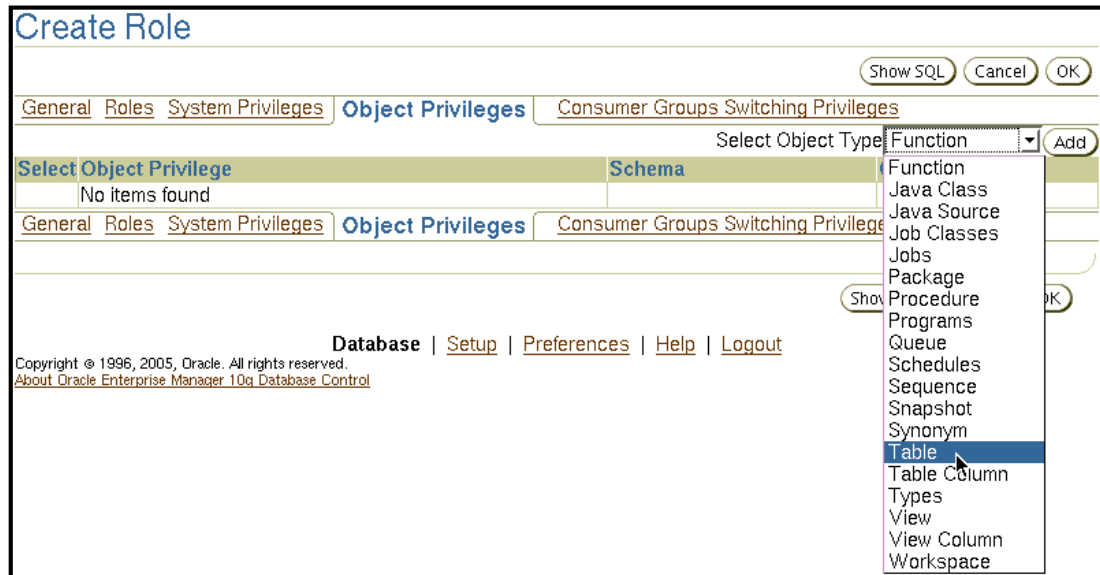 Create Role
Show SQL Cancel OK
General Roles System Privileges Object Privileges Consumer Groups Switching Privileges
Select Object Type Function Add
Select Object Privilege Schema
No items found
General Roles System Privileges Object Privileges Consumer Groups Switching Privilege
Function
Java Class
Java Source
Job Classes
Jobs
Package
Procedure
Programs
Queue
Schedules
Sequence
Snapshot
Synonym
Table
Table Column
Types
View
View Column
Workspace
Database | Setup | Preferences | Help | Logout
Copyright © 1996, 2005, Oracle. All rights reserved.
About Oracle Enterprise Manager 10g Database Control